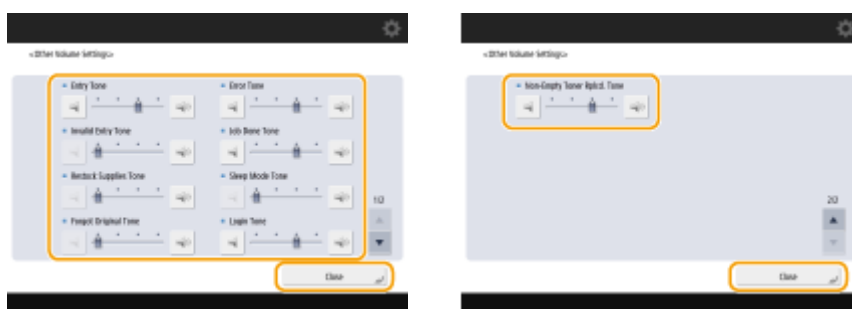 <Other Volume Settings>
Entry Tone
Error Tone
Invalid Entry Tone
Job Done Tone
Restock Supplies Tone
Sleep Mode Tone
Forgot Original Tone
Login Tone
1/2
Close
<Other Volume Settings>
Non-Empty Toner Rplcd. Tone
2/2
Close